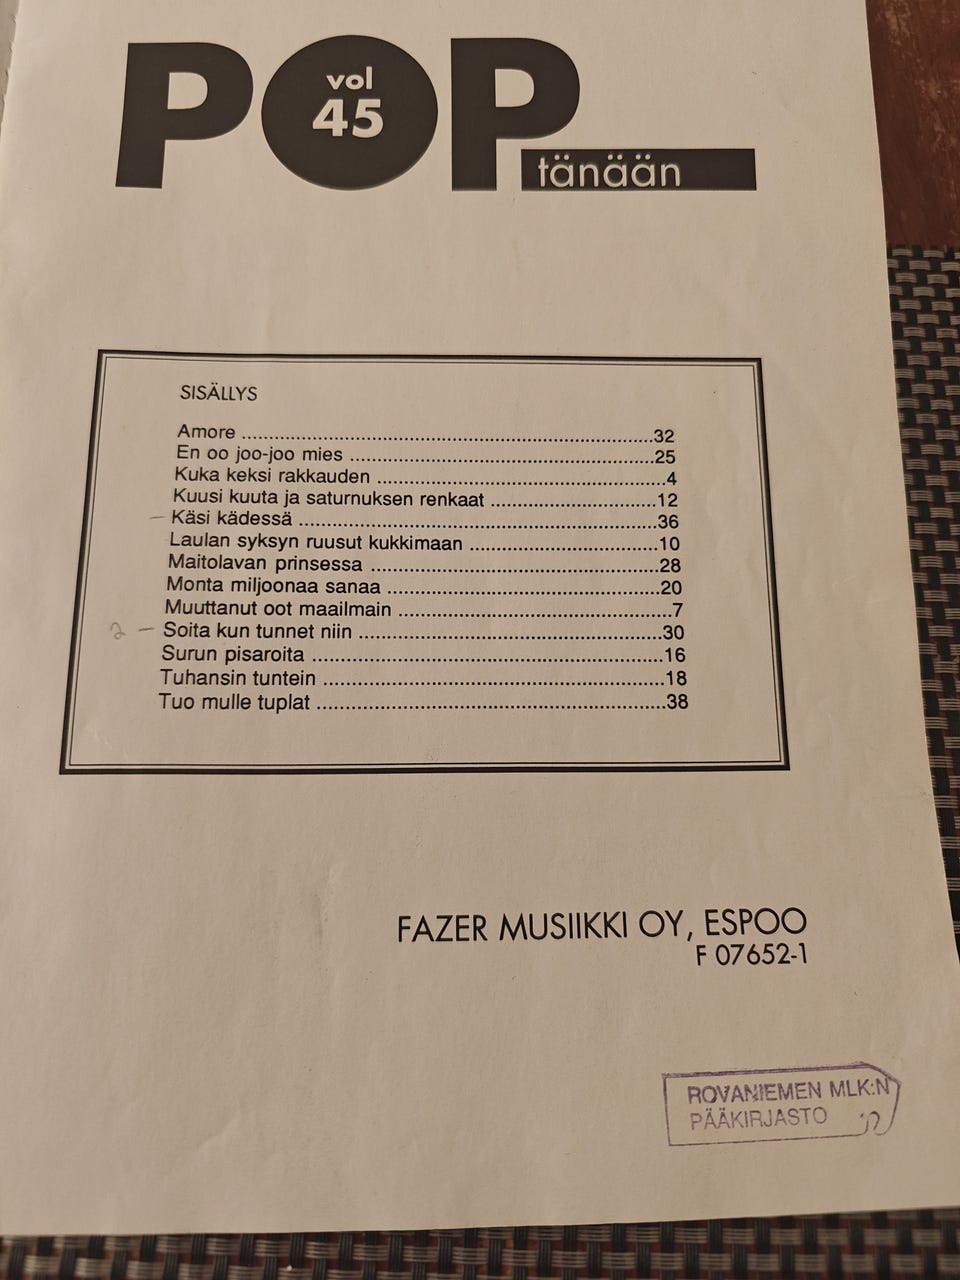 POP
vol
45
tänään
SISÄLLYS
Amore ........................................................................32
En oo joo-joo mies .....................................................25
Kuka keksi rakkauden ..................................................4
Kuusi kuuta ja saturnuksen renkaat ............................12
– Käsi kädessä ..............................................................36
Laulan syksyn ruusut kukkimaan ................................10
Maitolavan prinsessa ..................................................28
Monta miljoonaa sanaa ...............................................20
Muuttanut oot maailmain ................................................7
2 – Soita kun tunnet niin .....................................................30
Surun pisaroita .............................................................16
Tuhansin tuntein ...........................................................18
Tuo mulle tuplat .............................................................38
FAZER MUSIIKKI OY, ESPOO
F 07652-1
ROVANIEMEN MLK:N
PÄÄKIRJASTO